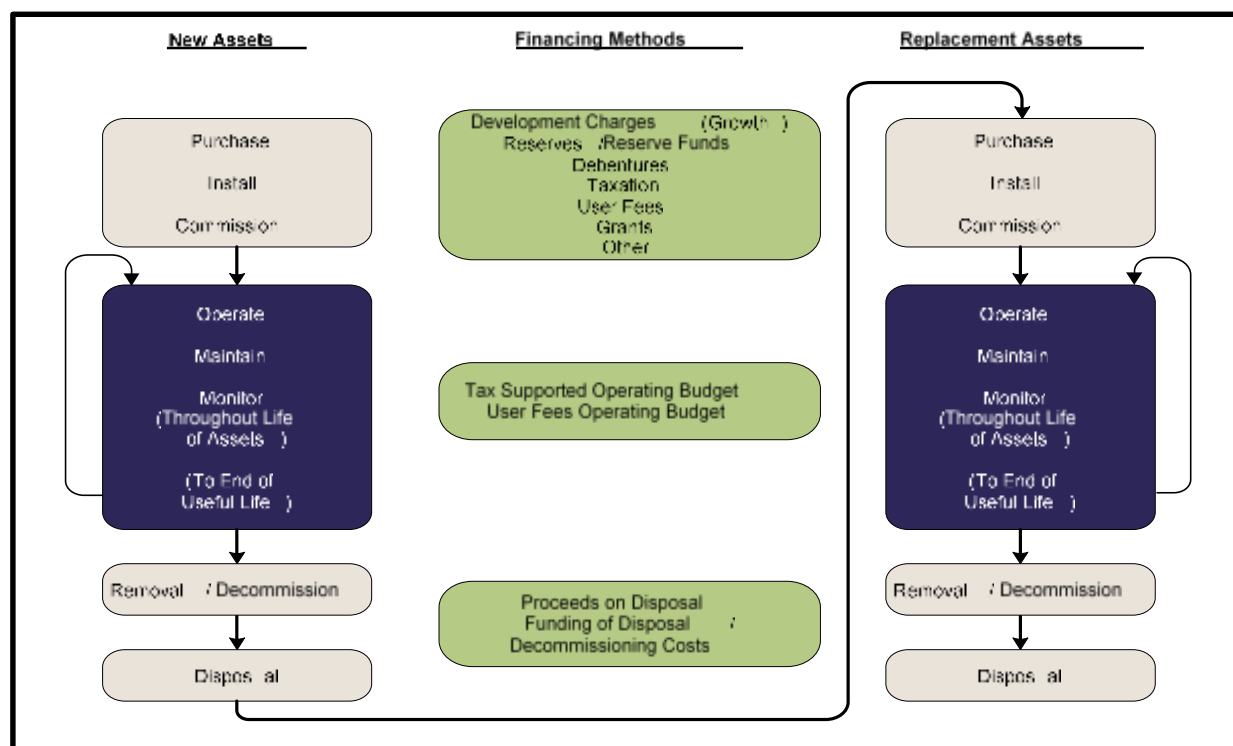 New Assets
Purchase
Install
Commission
Operate
Maintain
Monitor
(Throughout Life
of Assets )
(To End of
Useful Life )
Removal / Decommission
Disposal
Financing Methods
Development Charges (Growth )
Reserves /Reserve Funds
Debentures
Taxation
User Fees
Grants
Other
Tax Supported Operating Budget
User Fees Operating Budget
Proceeds on Disposal
Funding of Disposal /
Decommissioning Costs
Replacement Assets
Purchase
Install
Commission
Operate
Maintain
Monitor
(Throughout Life
of Assets )
(To End of
Useful Life )
Removal / Decommission
Disposal